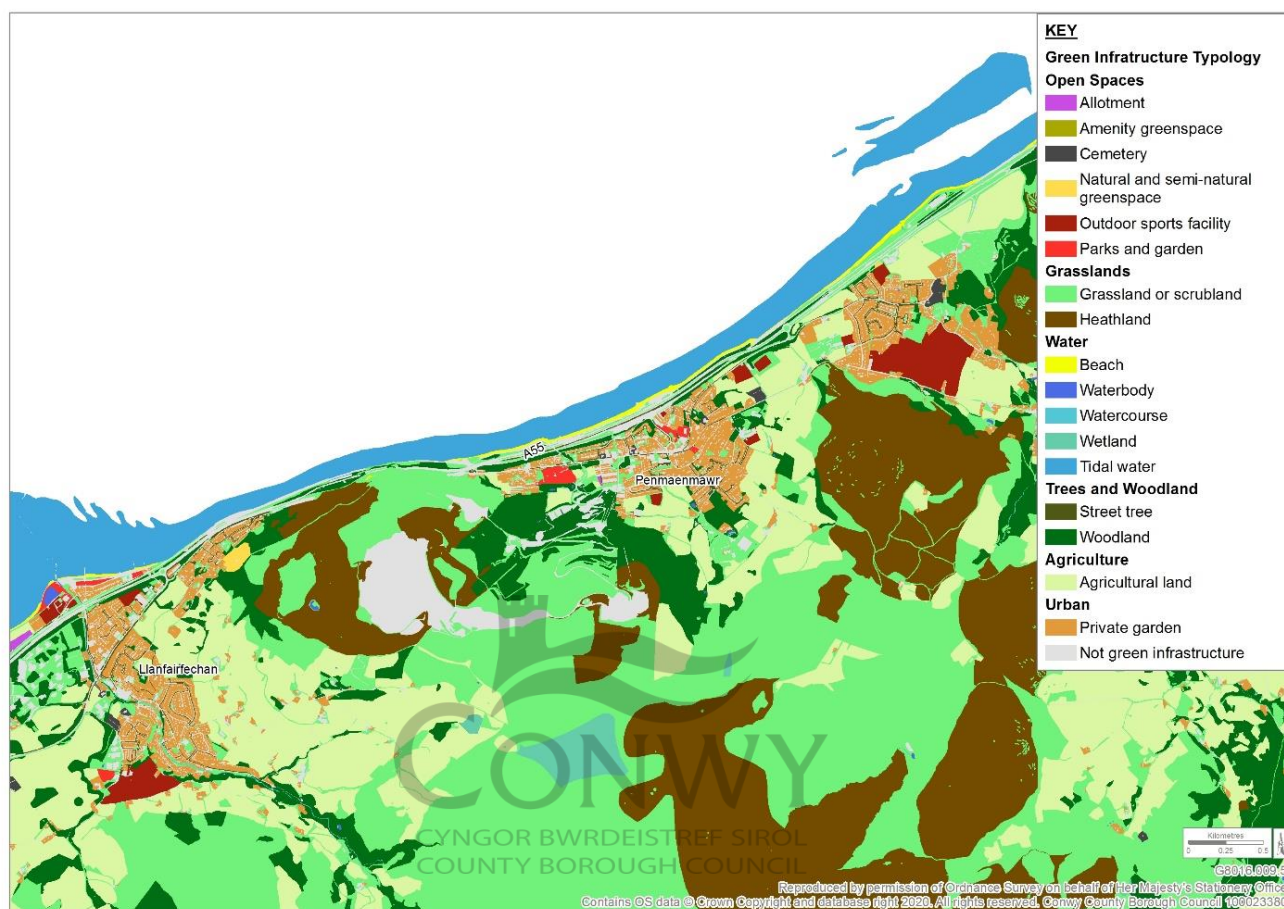 KEY
Green Infratructure Typology
Open Spaces
Allotment
Amenity greenspace
Cemetery
Natural and semi-natural
greenspace
Outdoor sports facility
Parks and garden
Grasslands
Grassland or scrubland
Heathland
Water
Beach
Waterbody
Watercourse
Wetland
Tidal water
Trees and Woodland
Street tree
Woodland
Agriculture
Agricultural land
Urban
Private garden
Not green infrastructure
A55
Penmaenmawr
Llanfairfechan
CONWY
CYNGOR BWRDEISTREF SIROL
COUNTY BOROUGH COUNCIL
Kilometres
0 0.25 0.5
Reproduced by permission of Ordnance Survey on behalf of Her Majesty's Stationery Office
Contains OS data © Crown Copyright and database right 2020. All rights reserved, Conwy County Borough Council